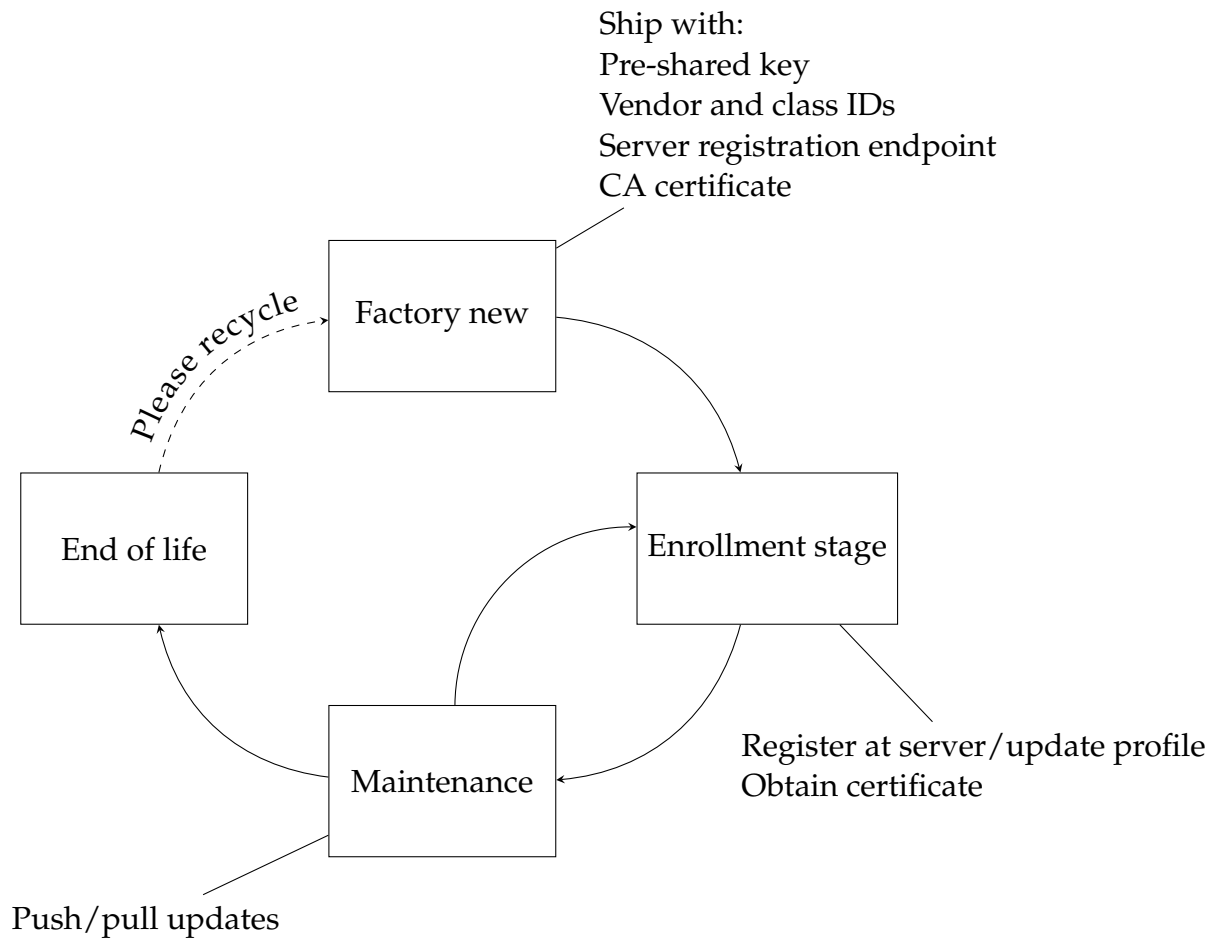 Ship with:
Pre-shared key
Vendor and class IDs
Server registration endpoint
CA certificate
Factory new
Please recycle
End of life
Enrollment stage
Register at server/update profile
Obtain certificate
Maintenance
Push/pull updates